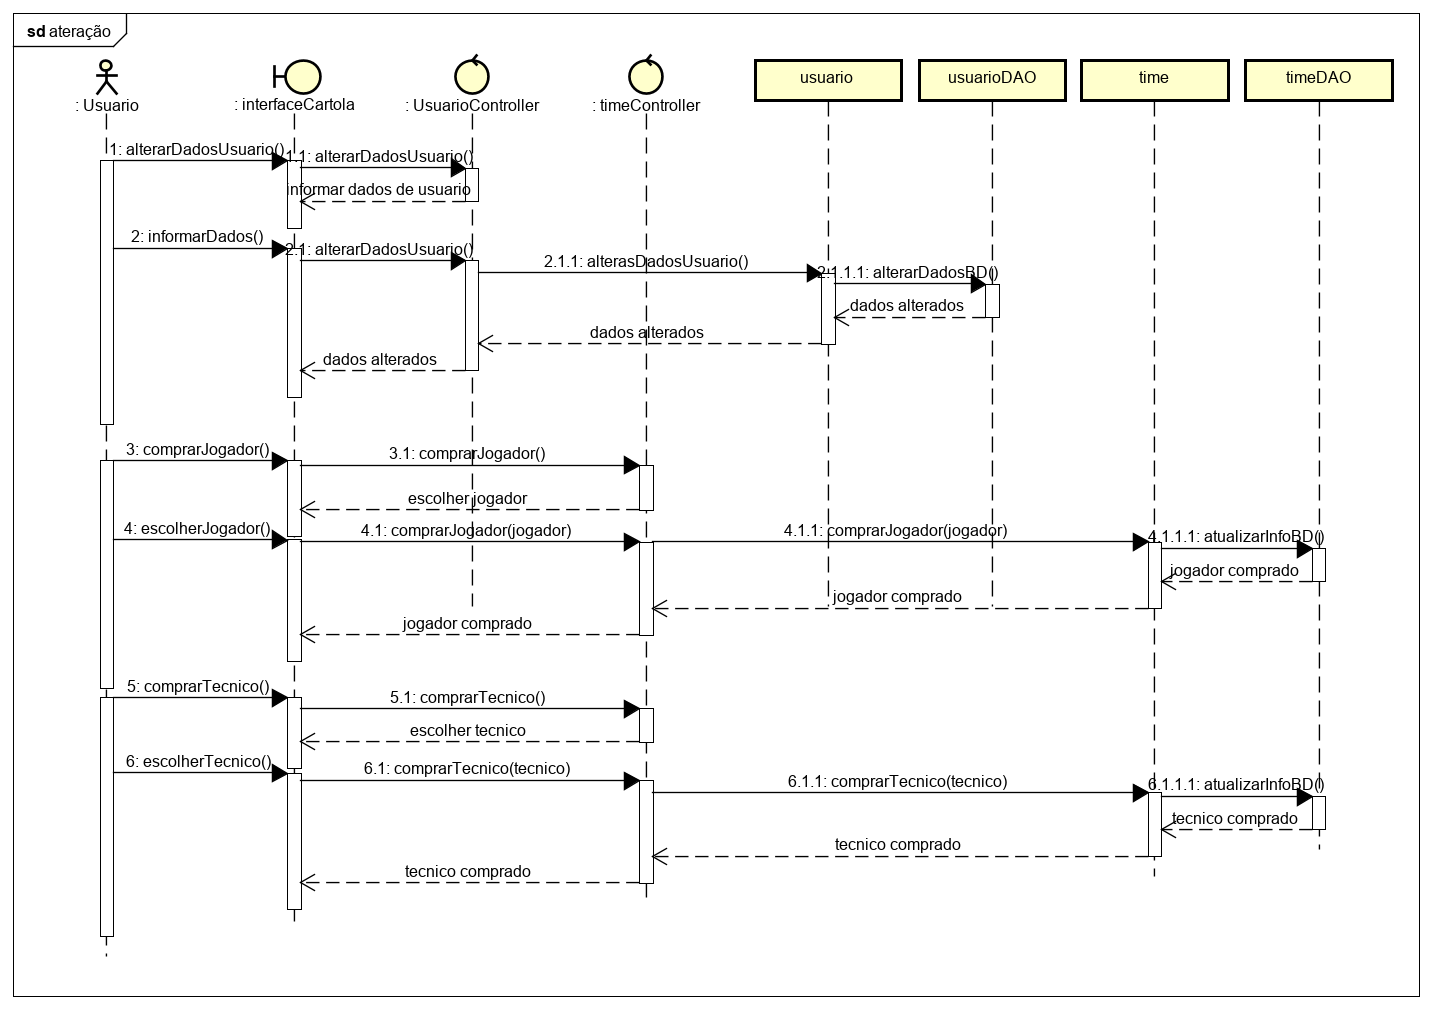 sd ateração
: Usuario
: interfaceCartola
: UsuarioController
: timeController
usuario
usuarioDAO
time
timeDAO
1: alterarDadosUsuario()
1.1: alterarDadosUsuario()
informar dados de usuario
2: informarDados()
2.1: alterarDadosUsuario()
2.1.1: alterasDadosUsuario()
2.1.1.1: alterarDadosBD()
dados alterados
dados alterados
dados alterados
3: comprarJogador()
3.1: comprarJogador()
escolher jogador
4: escolherJogador()
4.1: comprarJogador(jogador)
4.1.1: comprarJogador(jogador)
4.1.1.1: atualizarInfoBD()
jogador comprado
jogador comprado
jogador comprado
5: comprarTecnico()
5.1: comprarTecnico()
escolher tecnico
6: escolherTecnico()
6.1: comprarTecnico(tecnico)
6.1.1: comprarTecnico(tecnico)
6.1.1.1: atualizarInfoBD()
tecnico comprado
tecnico comprado
tecnico comprado